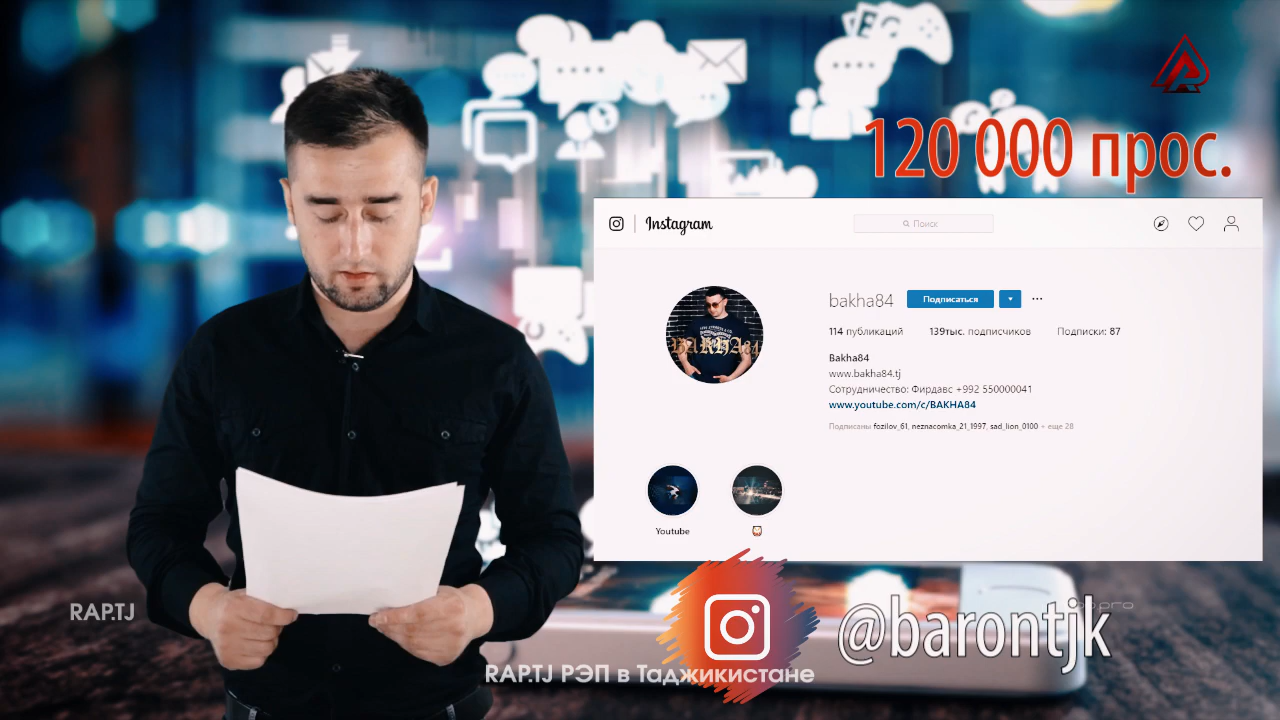 120 000 прос.
Instagram
Поиск
bakha84
Подписаться
114 публикаций 139тыс. подписчиков Подписки: 87
Bakha84
www.bakha84.tj
Сотрудничество: Фирдавс +992 550000041
www.youtube.com/c/BAKHA84
Подписаны fozilov_61, neznacomka_21_1997, sad_lion_0100 + еще 28
BAKHA84
Youtube
RAP.TJ
@barontjk
RAP.TJ РЭП в Таджикистане